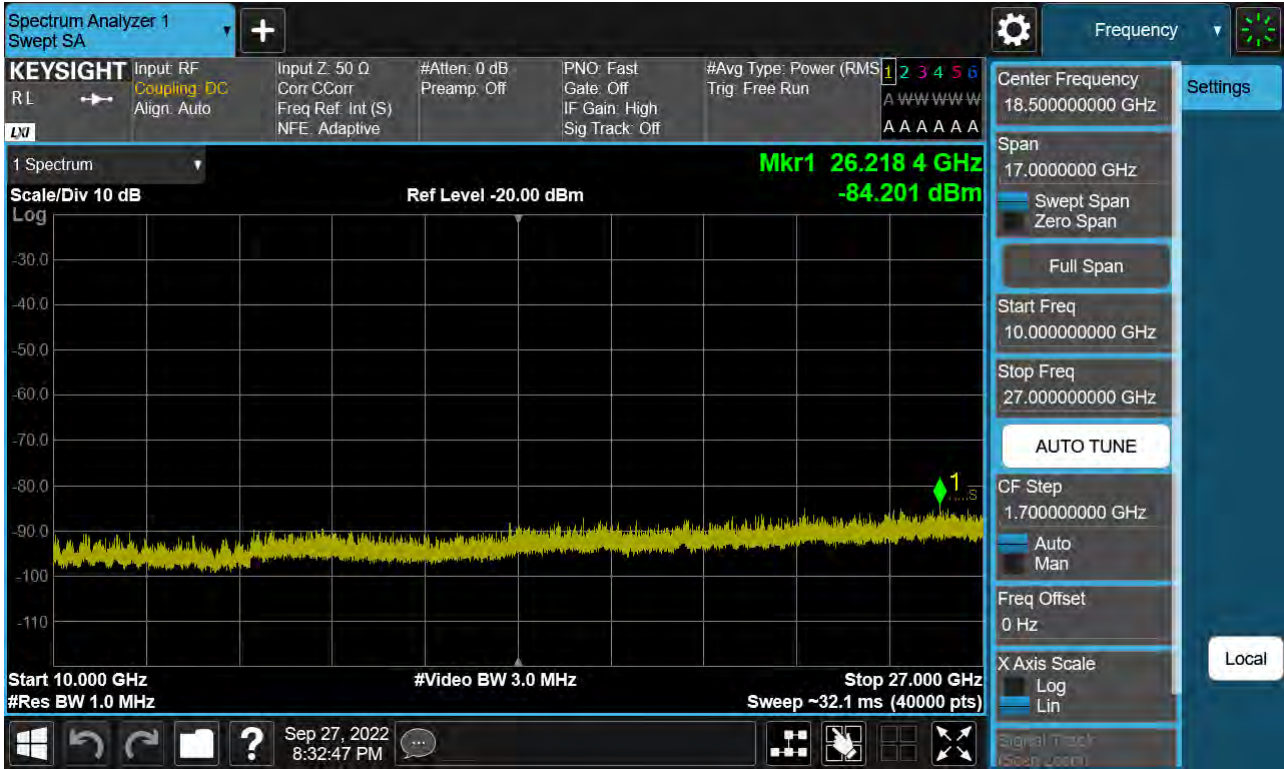 Spectrum Analyzer 1
Swept SA
Frequency
KEYSIGHT
R L
LXI
Input: RF
Coupling: DC
Align: Auto
Input Z: 50 Ω
Corr CCorr
Freq Ref: Int (S)
NFE: Adaptive
#Atten: 0 dB
Preamp: Off
PNO: Fast
Gate: Off
IF Gain: High
Sig Track: Off
#Avg Type: Power (RMS
Trig: Free Run
1 2 3 4 5 6
A W W W W W
A A A A A A
1 Spectrum
Scale/Div 10 dB
Ref Level -20.00 dBm
Mkr1 26.218 4 GHz
-84.201 dBm
Log
-30.0
-40.0
-50.0
-60.0
-70.0
-80.0
-90.0
-100
-110
1
Start 10.000 GHz
#Video BW 3.0 MHz
Stop 27.000 GHz
#Res BW 1.0 MHz
Sweep ~32.1 ms (40000 pts)
Center Frequency
18.500000000 GHz
Settings
Span
17.0000000 GHz
Swept Span
Zero Span
Full Span
Start Freq
10.000000000 GHz
Stop Freq
27.000000000 GHz
AUTO TUNE
CF Step
1.700000000 GHz
Auto
Man
Freq Offset
0 Hz
X Axis Scale
Log
Lin
Local
Signal Track
(Span Zoom)
?
Sep 27, 2022
8:32:47 PM